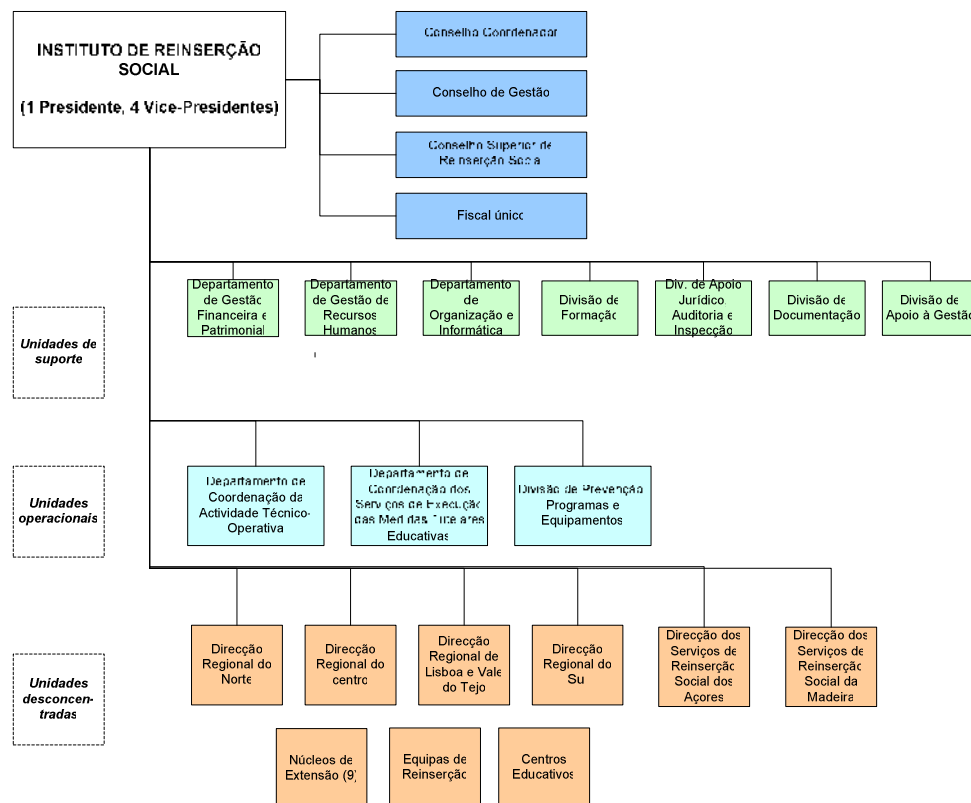 INSTITUTO DE REINSERÇÃO
SOCIAL
(1 Presidente, 4 Vice-Presidentes)
Conselho Coordenador
Conselho de Gestão
Conselho Superior de
Reinserção Social
Fiscal único
Unidades de
suporte
Departamento
de Gestão
Financeira e
Patrimonial
Departamento
de Gestão de
Recursos
Humanos
Departamento
de
Organização e
Informática
Divisão de
Formação
Div. de Apoio
Jurídico
Auditoria e
Inspecção
Divisão de
Documentação
Divisão de
Apoio à Gestão
Unidades
operacionais
Departamento de
Coordenação da
Actividade Técnico-
Operativa
Departamento de
Coordenação dos
Serviços de Execução
das Medidas Tutelares
Educativas
Divisão de Prevenção
Programas e
Equipamentos
Unidades
desconcen-
tradas
Direcção
Regional do
Norte
Direcção
Regional do
centro
Direcção
Regional de
Lisboa e Vale
do Tejo
Direcção
Regional do
Sul
Direcção dos
Serviços de
Reinserção
Social dos
Açores
Direcção dos
Serviços de
Reinserção
Social da
Madeira
Núcleos de
Extensão (9)
Equipas de
Reinserção
Centros
Educativos